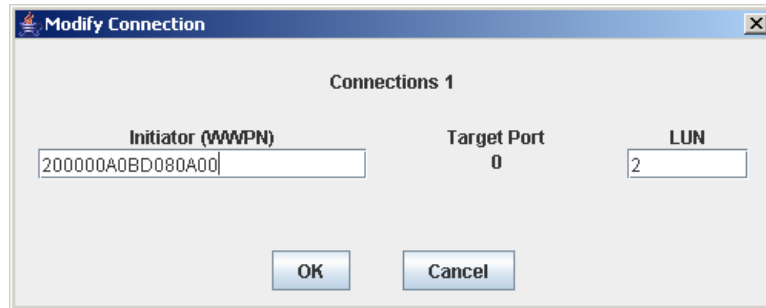 Modify Connection
Connections 1
Initiator (WWPN) Target Port LUN
200000A0BD080A00 0 2
OK Cancel